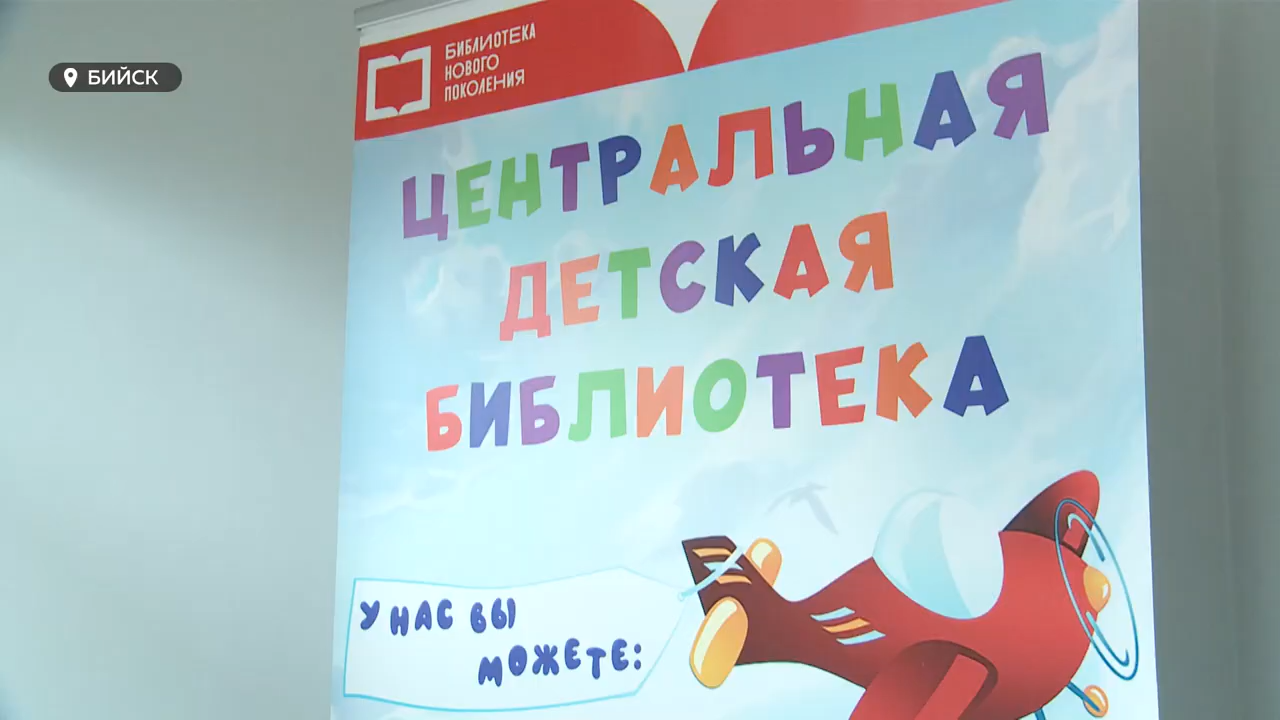 БИЙСК
БИБЛИОТЕКА
НОВОГО
ПОКОЛЕНИЯ
ЦЕНТРАЛЬНАЯ
ДЕТСКАЯ
БИБЛИОТЕКА
У НАС ВЫ
МОЖЕТЕ: